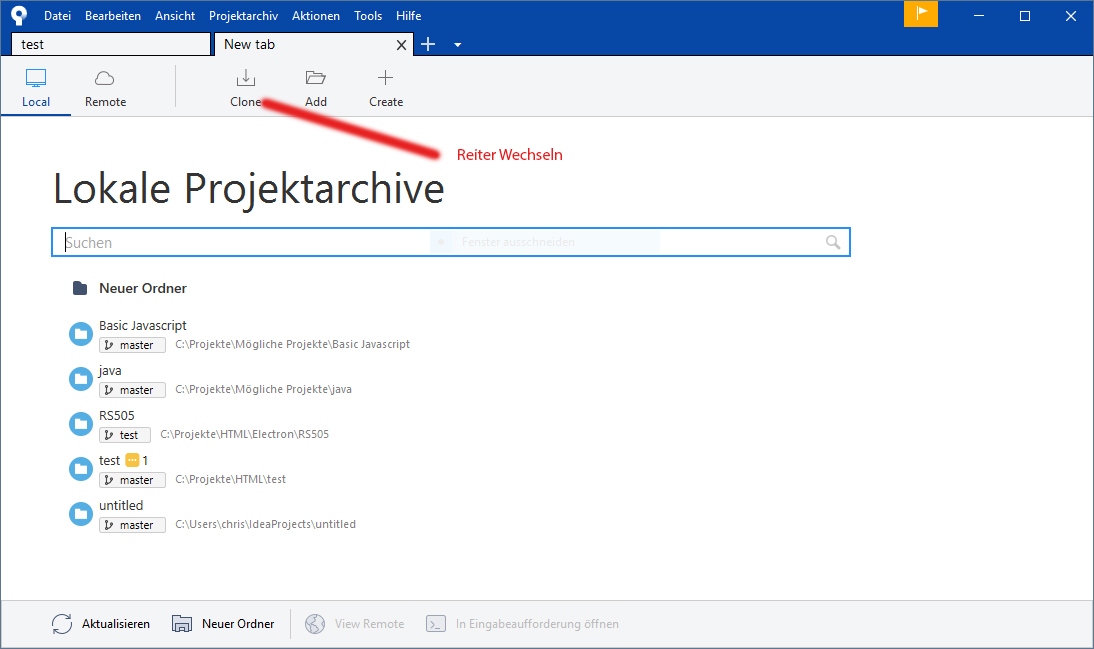 Datei Bearbeiten Ansicht Projektarchiv Aktionen Tools Hilfe
test New tab
Local Remote Clone Add Create
Reiter Wechseln
Lokale Projektarchive
Suchen Fenster ausschneiden
Neuer Ordner
Basic Javascript
master C:\Projekte\Mögliche Projekte\Basic Javascript
java
master C:\Projekte\Mögliche Projekte\java
RS505
test C:\Projekte\HTML\Electron\RS505
test 1
master C:\Projekte\HTML\test
untitled
master C:\Users\chris\IdeaProjects\untitled
Aktualisieren Neuer Ordner View Remote In Eingabeaufforderung öffnen